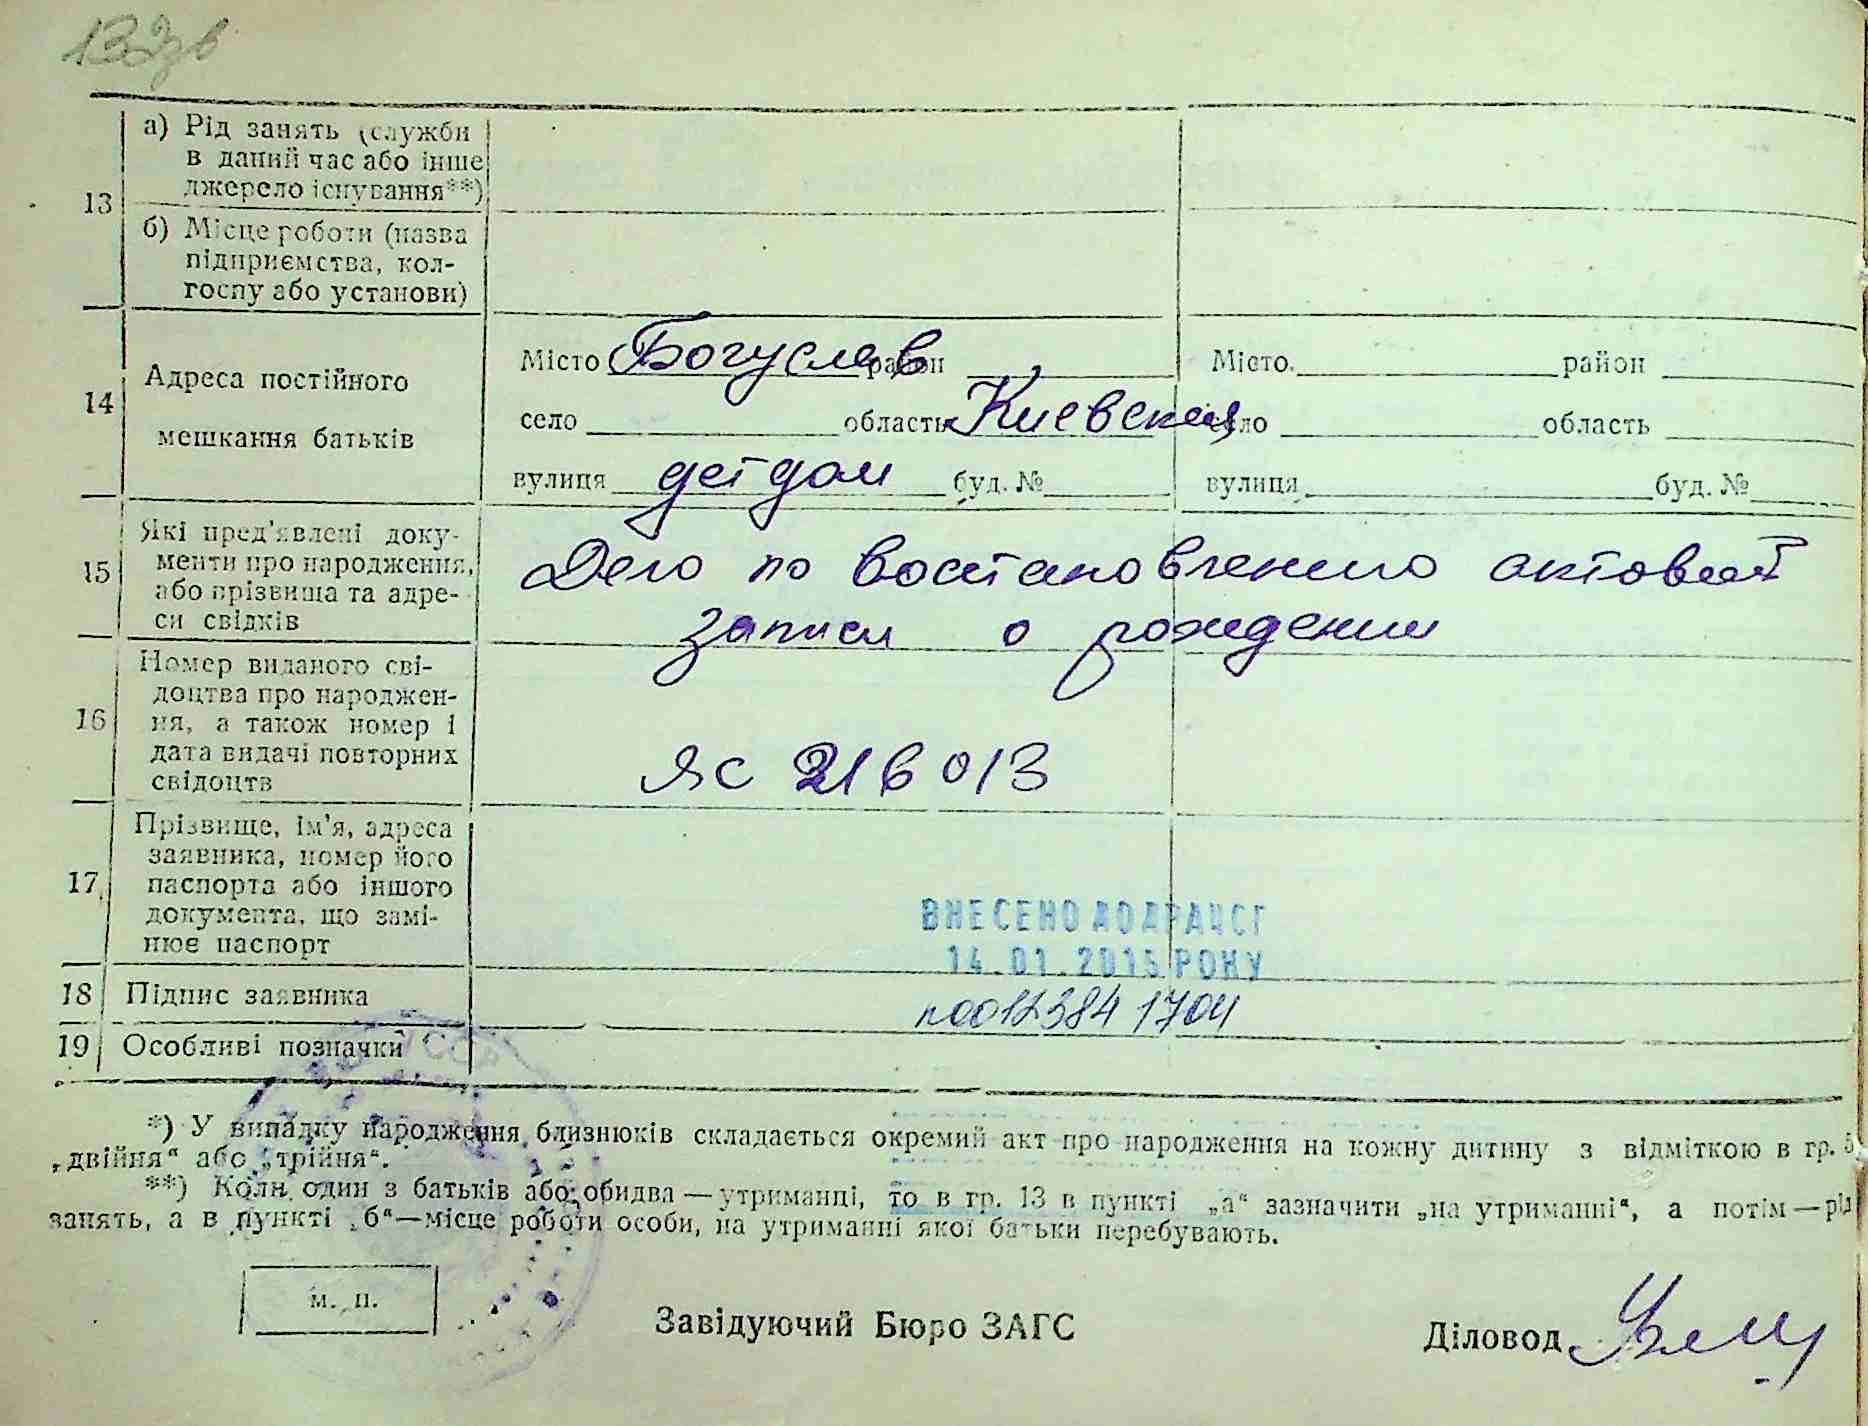 13зв
13
а) Рід занять (служби
в даний час або інше
джерело існування**)
б) Місце роботи (назва
підприємства, кол-
госпу або установи)
14
Адреса постійного
мешкання батьків
Місто Богуслав район
село область Киевская
вулиця детдом буд. №
Місто район
село область
вулиця буд. №
15
Які пред'явлені доку-
менти про народження,
або прізвища та адре-
си свідків
Дело по восстановлению актовой
записи о рождении
16
Номер виданого сві-
доцтва про народжен-
ня, а також номер і
дата видачі повторних
свідоцтв
ЯС 216013
17
Прізвище, ім'я, адреса
заявника, номер його
паспорта або іншого
документа, що замі-
нює паспорт
ВНЕСЕНО ДО ДРАЦСГ
14.01.2015 РОКУ
18 Підпис заявника
19 Особливі позначки
*) У випадку народження близнюків складається окремий акт про народження на кожну дитину з відміткою в гр. 5
„двійня“ або „трійня“.
**) Коли один з батьків або обидва — утриманці, то в гр. 13 в пункті „а“ зазначити „на утриманні“, а потім — рід
занять, а в пункті „б“—місце роботи особи, на утриманні якої батьки перебувають.
м. п.
Завідуючий Бюро ЗАГС
Діловод